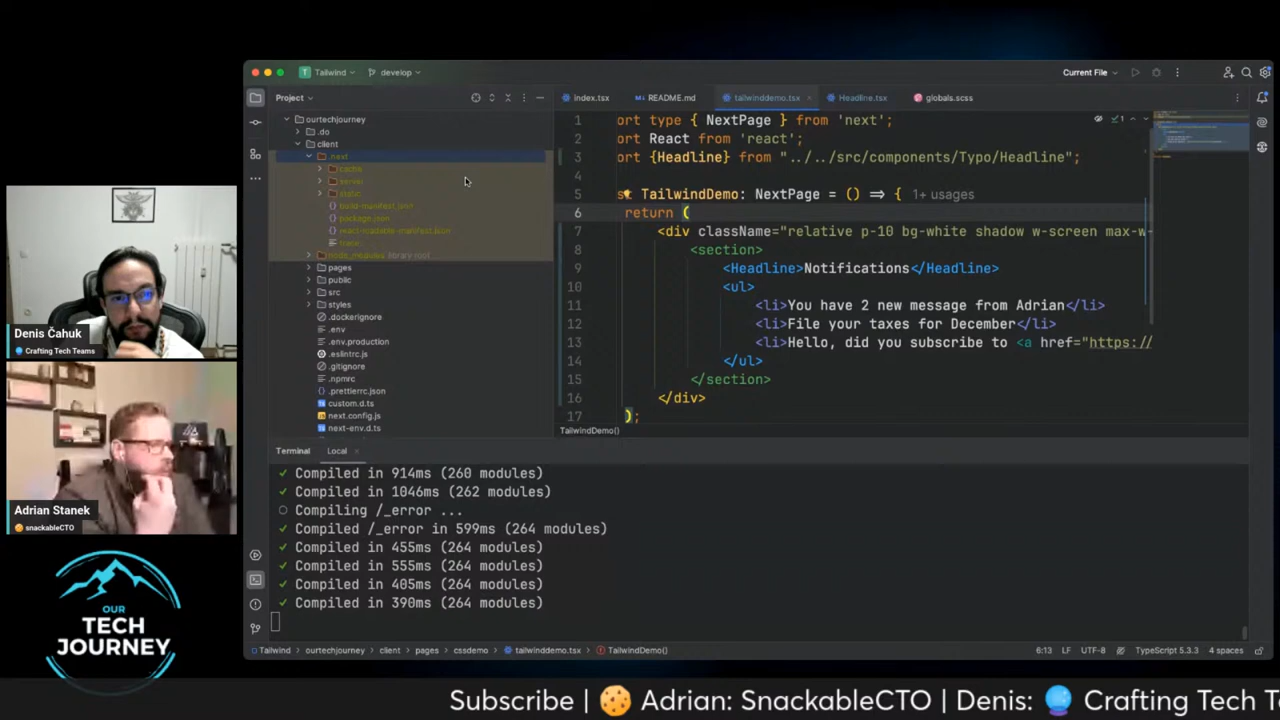 Tailwind
develop
Current File
Project
index.tsx
README.md
tailwinddemo.tsx
Headline.tsx
globals.scss
ourtechjourney
.do
client
.next
cache
server
static
build-manifest.json
package.json
react-loadable-manifest.json
trace
node_modules library root
pages
public
src
styles
.dockerignore
.env
.env.production
.eslintrc.js
.gitignore
.npmrc
.prettierrc.json
custom.d.ts
next.config.js
next-env.d.ts
1 ort type { NextPage } from 'next';
2 ort React from 'react';
3 ort {Headline} from "../../src/components/Typo/Headline";
4
5 TailwindDemo: NextPage = () => { 1+ usages
6 return (
7 <div className="relative p-10 bg-white shadow w-screen max-w-
8 <section>
9 <Headline>Notifications</Headline>
10 <ul>
11 <li>You have 2 new message from Adrian</li>
12 <li>File your taxes for December</li>
13 <li>Hello, did you subscribe to <a href="https://
14 </ul>
15 </section>
16 </div>
17 );
TailwindDemo()
Terminal
Local
✓ Compiled in 914ms (260 modules)
✓ Compiled in 1046ms (262 modules)
○ Compiling /_error ...
✓ Compiled /_error in 599ms (264 modules)
✓ Compiled in 455ms (264 modules)
✓ Compiled in 555ms (264 modules)
✓ Compiled in 405ms (264 modules)
✓ Compiled in 390ms (264 modules)
Tailwind > ourtechjourney > client > pages > cssdemo > tailwinddemo.tsx > TailwindDemo()
6:13 LF UTF-8 TypeScript 5.3.3 4 spaces
Denis Čahuk
Crafting Tech Teams
Adrian Stanek
snackableCTO
OUR
TECH
JOURNEY
Subscribe | 🍪 Adrian: SnackableCTO | Denis: 🔮 Crafting Tech T